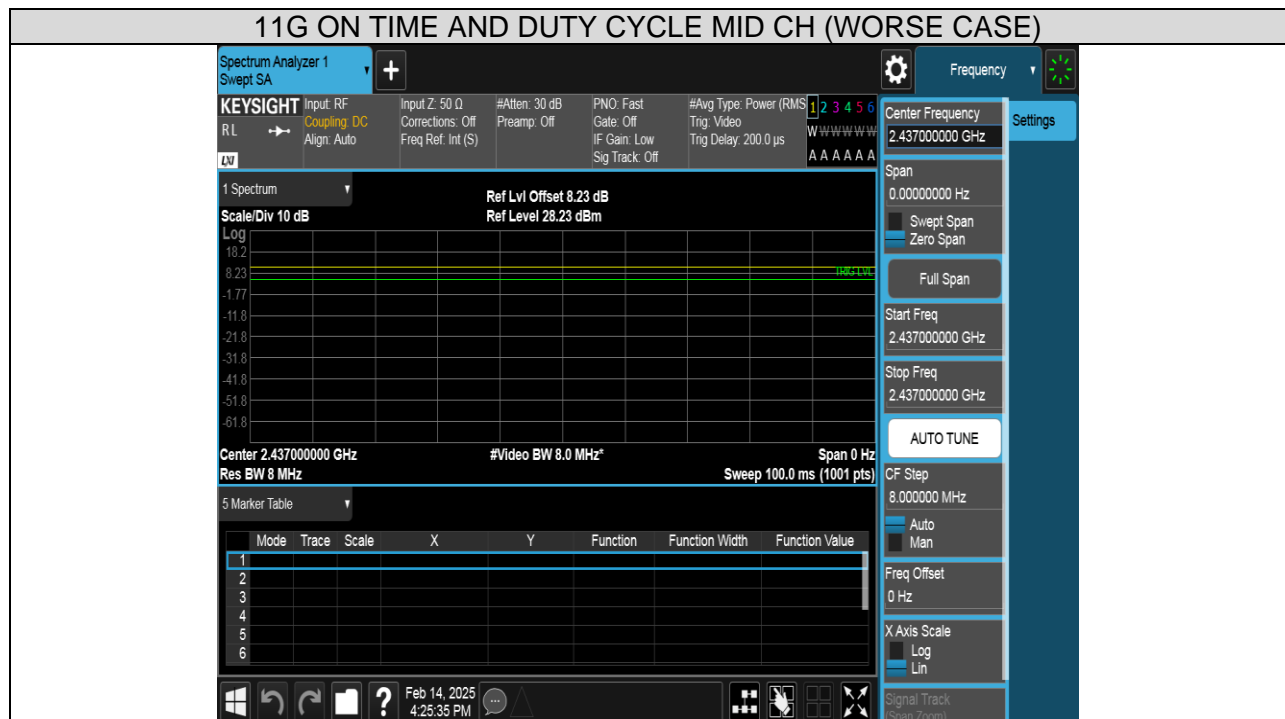 11G ON TIME AND DUTY CYCLE MID CH (WORSE CASE)
Spectrum Analyzer 1
Swept SA
+
Frequency
KEYSIGHT
RL
LXI
Input: RF
Coupling: DC
Align: Auto
Input Z: 50 Ω
Corrections: Off
Freq Ref: Int (S)
#Atten: 30 dB
Preamp: Off
PNO: Fast
Gate: Off
IF Gain: Low
Sig Track: Off
#Avg Type: Power (RMS
Trig: Video
Trig Delay: 200.0 µs
1 2 3 4 5 6
W W W W W W
A A A A A A
Center Frequency
2.437000000 GHz
Settings
Span
0.00000000 Hz
Swept Span
Zero Span
Full Span
Start Freq
2.437000000 GHz
Stop Freq
2.437000000 GHz
AUTO TUNE
CF Step
8.000000 MHz
Auto
Man
Freq Offset
0 Hz
X Axis Scale
Log
Lin
Signal Track
(Span Zoom)
1 Spectrum
Scale/Div 10 dB
Ref Lvl Offset 8.23 dB
Ref Level 28.23 dBm
Log
18.2
8.23
-1.77
-11.8
-21.8
-31.8
-41.8
-51.8
-61.8
TRIG LVL
Center 2.437000000 GHz
#Video BW 8.0 MHz*
Span 0 Hz
Res BW 8 MHz
Sweep 100.0 ms (1001 pts)
5 Marker Table
Mode Trace Scale X Y Function Function Width Function Value
1
2
3
4
5
6
?
Feb 14, 2025
4:25:35 PM